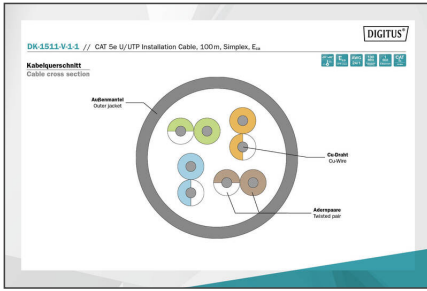 DIGITUS®
DK-1511-V-1-1 // CAT 5e U/UTP Installation Cable, 100m, Simplex, Eca
Kabelquerschnitt
Cable cross section
Außenmantel
Outer jacket
Cu-Draht
Cu-Wire
Aderspaare
Twisted pair